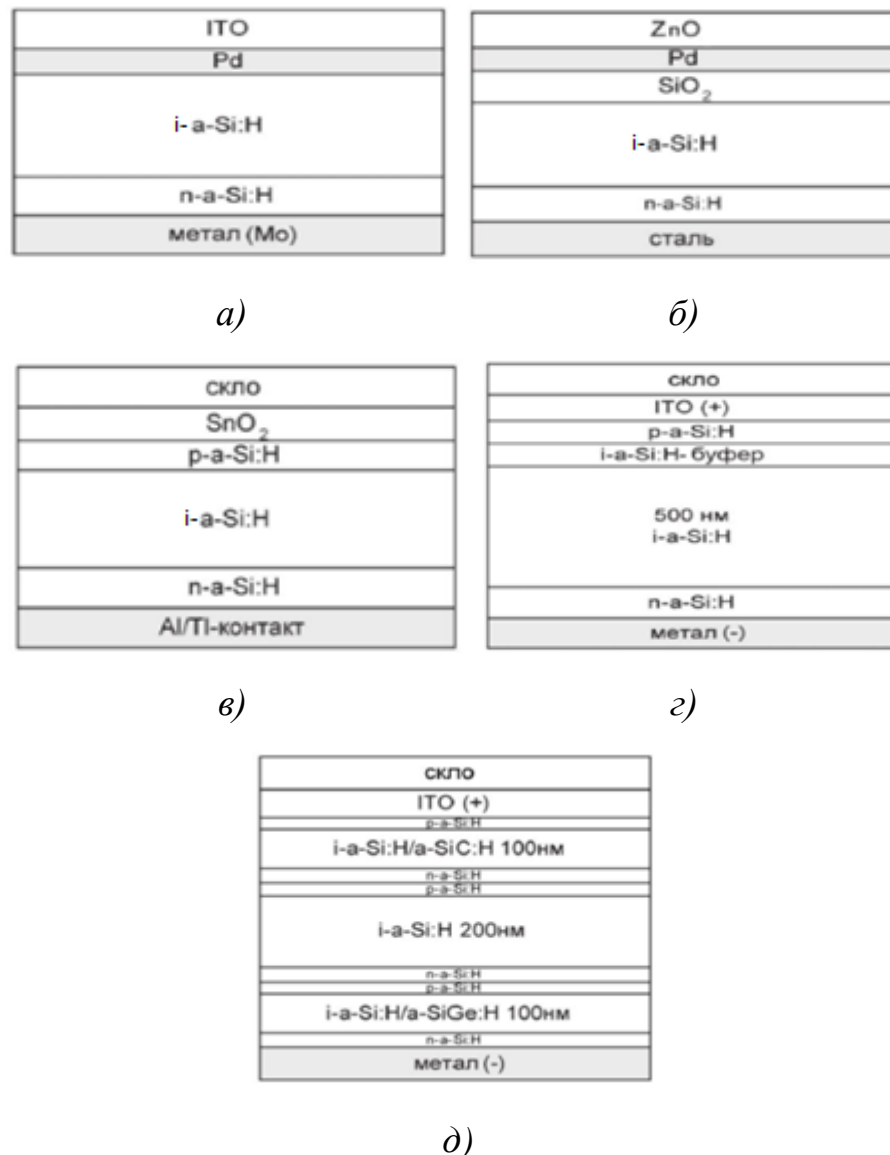 ITO
Pd
i-a-Si:H
n-a-Si:H
метал (Mo)
а)
ZnO
Pd
SiO2
i-a-Si:H
n-a-Si:H
сталь
б)
скло
SnO2
p-a-Si:H
i-a-Si:H
n-a-Si:H
Al/Tl-контакт
в)
скло
ITO (+)
p-a-Si:H
i-a-Si:H- буфер
500 нм
i-a-Si:H
n-a-Si:H
метал (-)
г)
скло
ITO (+)
p-a-Si:H
i-a-Si:H/a-SiC:H 100нм
n-a-Si:H
p-a-Si:H
i-a-Si:H 200нм
n-a-Si:H
p-a-Si:H
i-a-Si:H/a-SiGe:H 100нм
n-a-Si:H
метал (-)
д)